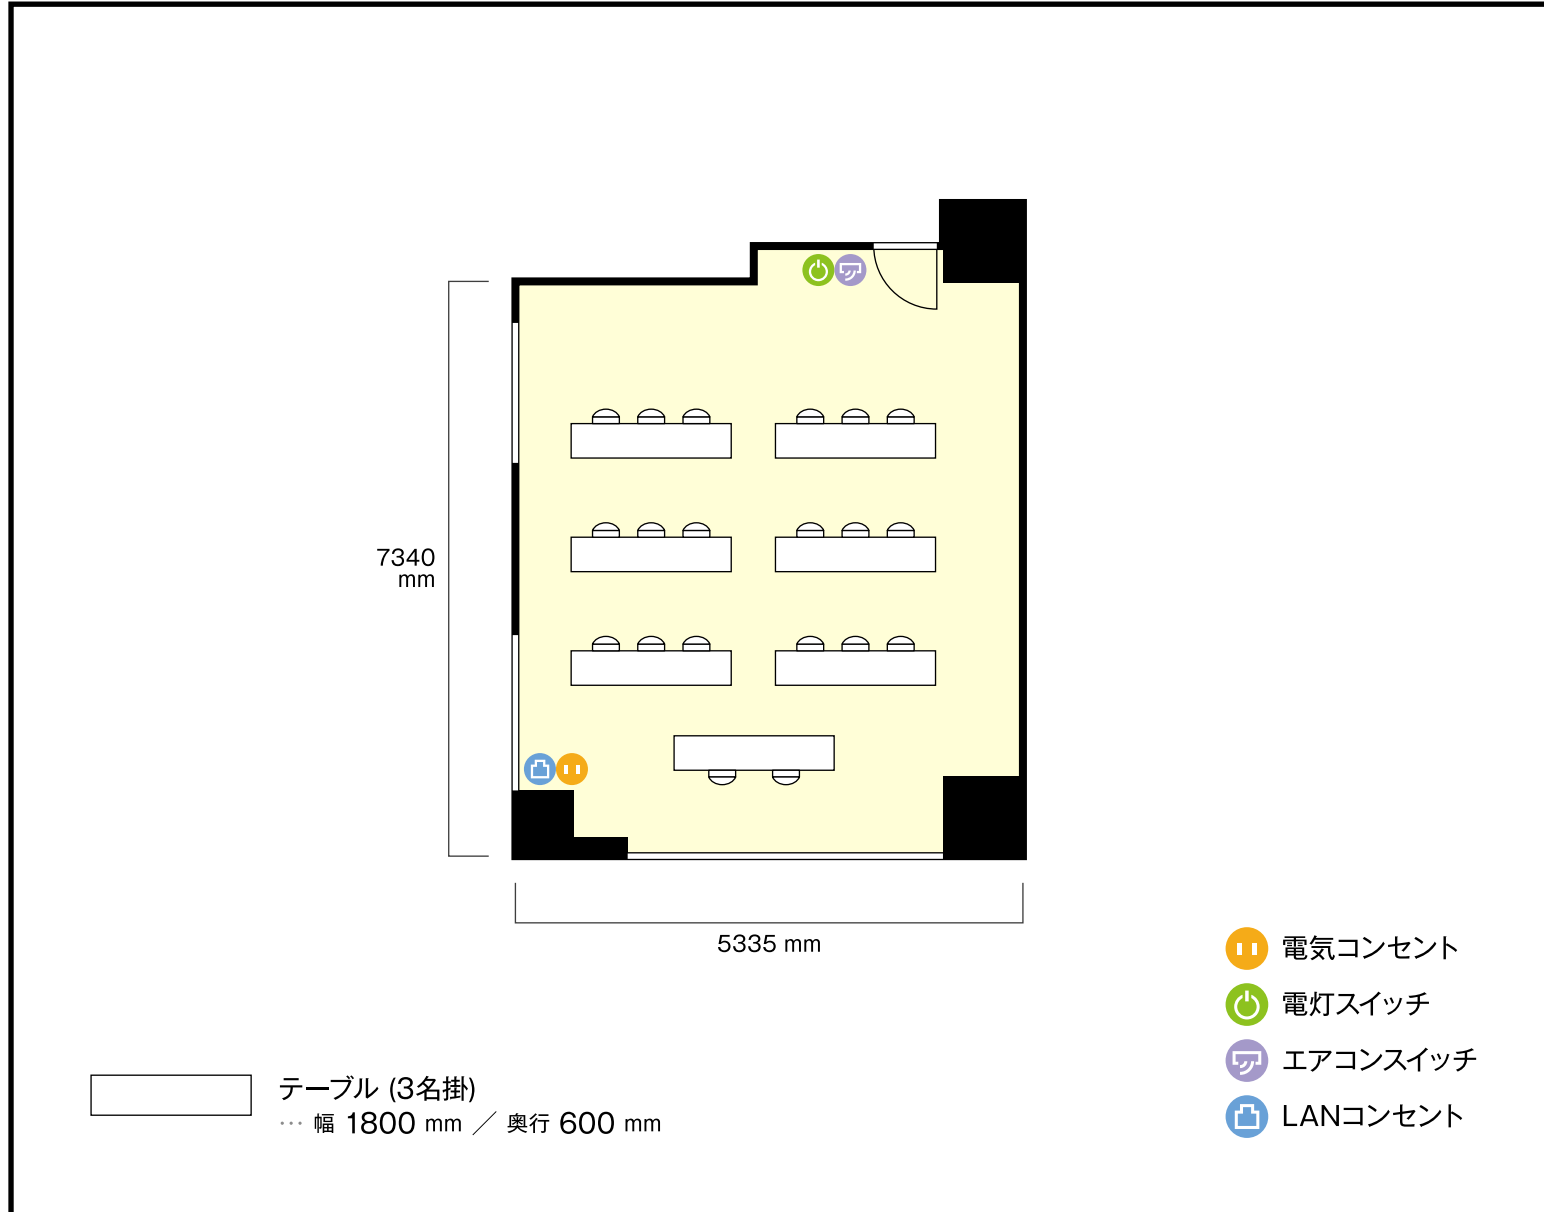 7340
mm
5335 mm
電気コンセント
電灯スイッチ
エアコンスイッチ
LANコンセント
テーブル (3名掛)
… 幅 1800 mm ／ 奥行 600 mm